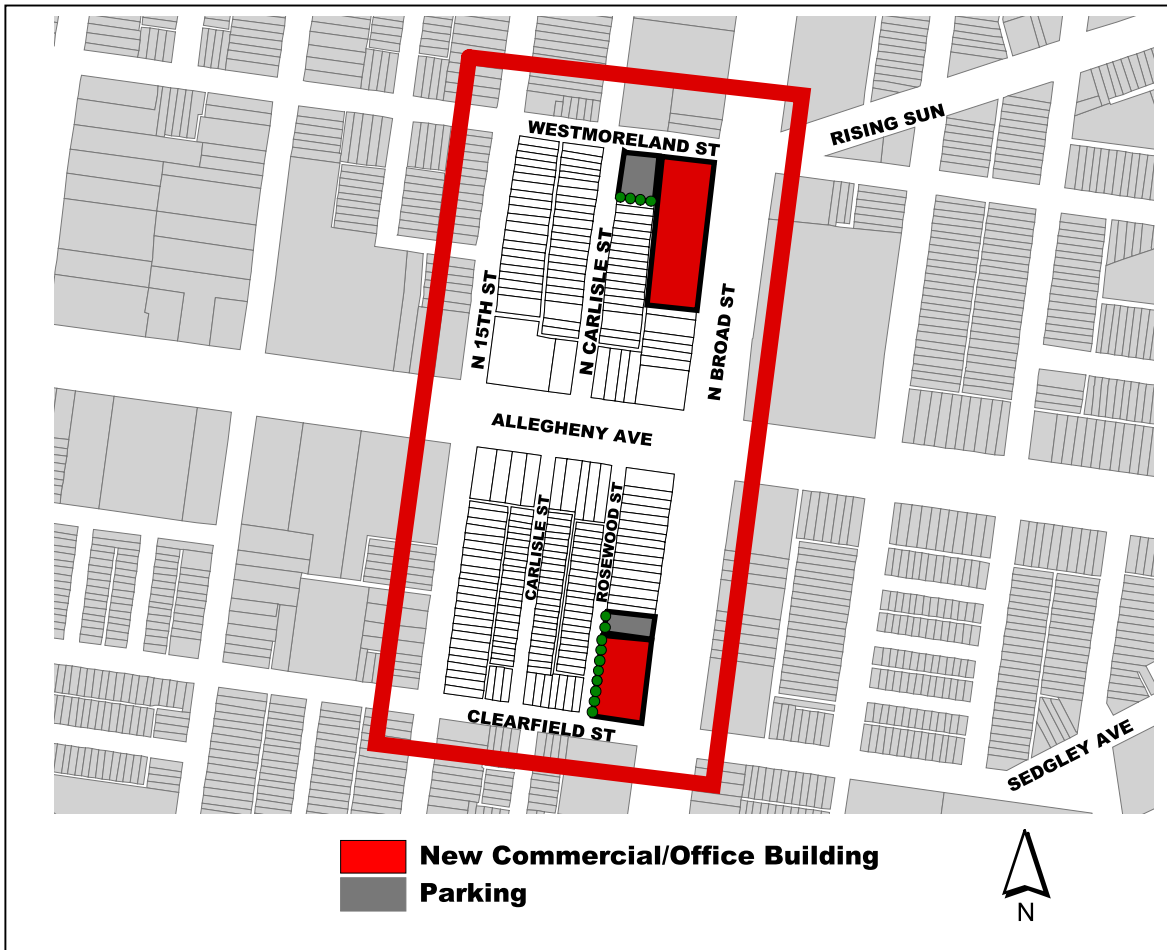 RISING SUN
WESTMORELAND ST
N 15TH ST
N CARLISLE ST
N BROAD ST
ALLEGHENY AVE
CARLISLE ST
ROSEWOOD ST
CLEARFIELD ST
SEDGLEY AVE
New Commercial/Office Building
Parking
N